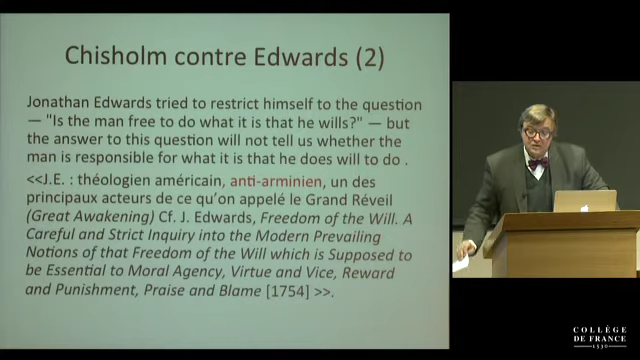 Chisholm contre Edwards (2)
Jonathan Edwards tried to restrict himself to the question
— "Is the man free to do what it is that he wills?" — but
the answer to this question will not tell us whether the
man is responsible for what it is that he does will to do .
<<J.E. : théologien américain, anti-arminien, un des
principaux acteurs de ce qu'on appelé le Grand Réveil
(Great Awakening) Cf. J. Edwards, Freedom of the Will. A
Careful and Strict Inquiry into the Modern Prevailing
Notions of that Freedom of the Will which is Supposed to
be Essential to Moral Agency, Virtue and Vice, Reward
and Punishment, Praise and Blame [1754] >>.
COLLÈGE
DE FRANCE
1530